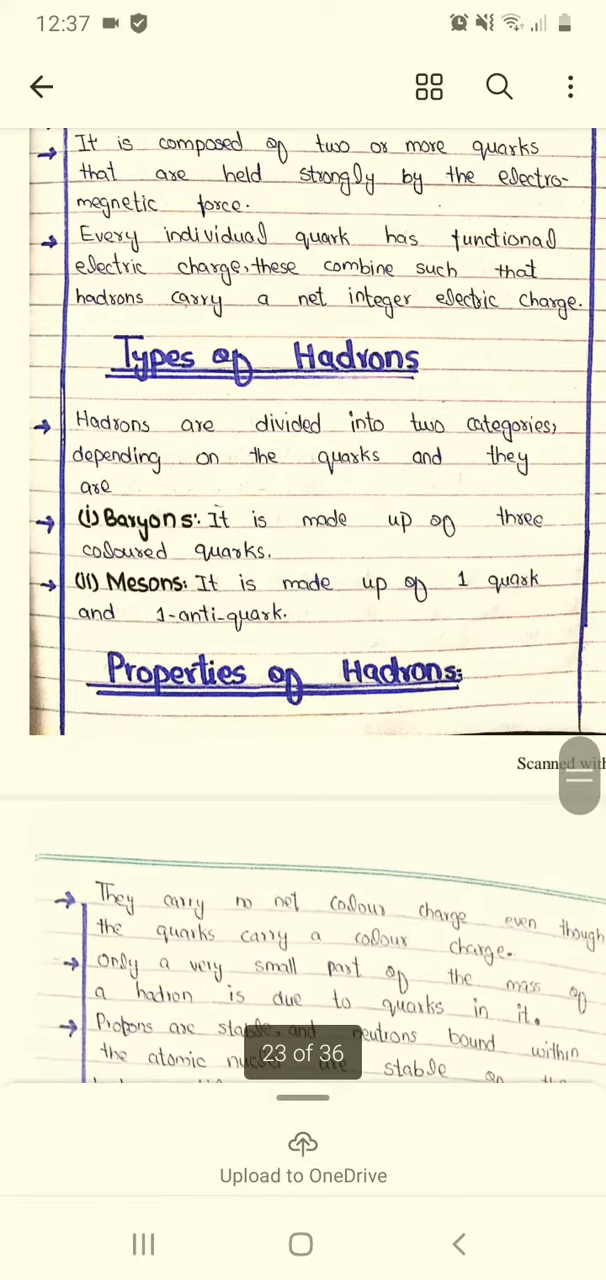 12:37
It is composed of two or more quarks
that are held strongly by the electro-
megnetic force.
Every individual quark has functional
electric charge, these combine such that
hadrons carry a net integer electric charge.
Types of Hadrons
Hadrons are divided into two categories,
depending on the quarks and they
are
(i) Baryons: It is made up of three
coloured quarks.
(II) Mesons: It is made up of 1 quark
and 1-anti-quark.
Properties of Hadrons:
Scanned with
They carry no net colour charge even though
the quarks carry a colour charge.
Only a very small part of the mass of
a hadron is due to quarks in it.
Protons are stable, and neutrons bound within
the atomic stable on
23 of 36
Upload to OneDrive